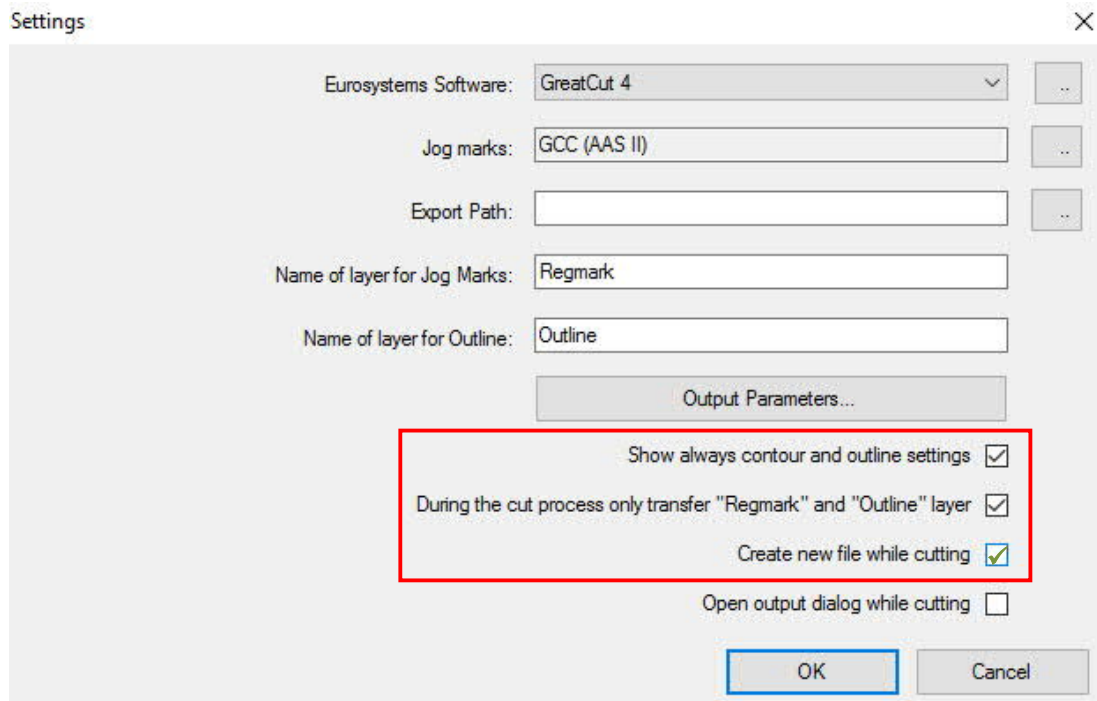 Settings
Eurosystems Software: GreatCut 4 ..
Jog marks: GCC (AAS II) ..
Export Path: ..
Name of layer for Jog Marks: Regmark
Name of layer for Outline: Outline
Output Parameters...
Show always contour and outline settings
During the cut process only transfer "Regmark" and "Outline" layer
Create new file while cutting
Open output dialog while cutting
OK Cancel